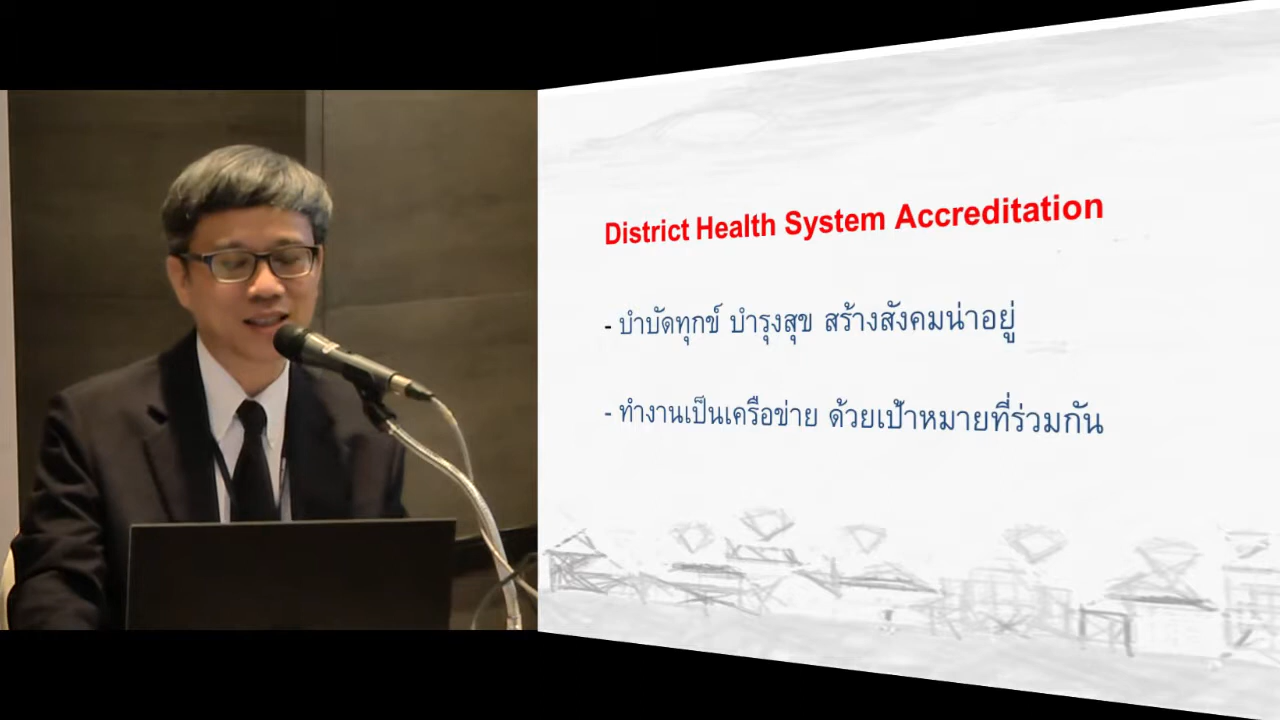 District Health System Accreditation
- บำบัดทุกข์ บำรุงสุข สร้างสังคมน่าอยู่
- ทำงานเป็นเครือข่าย ด้วยเป้าหมายที่ร่วมกัน